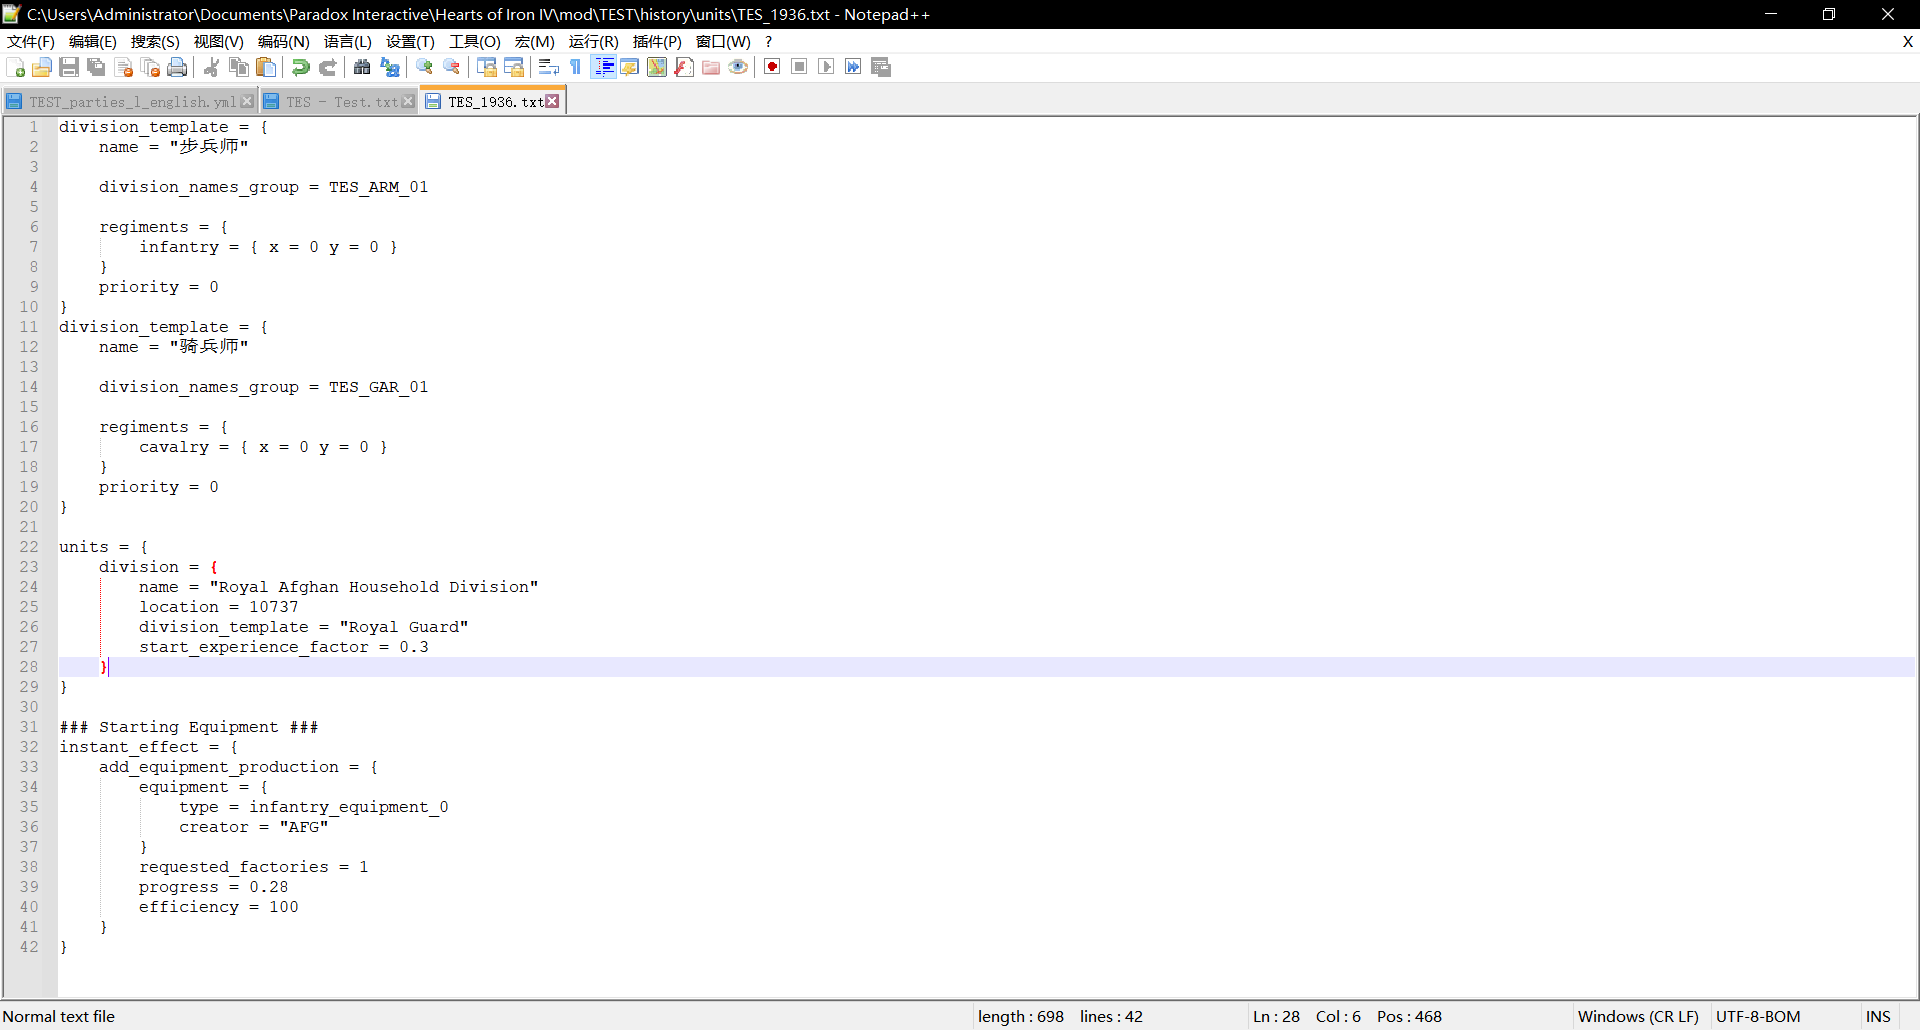 C:\Users\Administrator\Documents\Paradox Interactive\Hearts of Iron IV\mod\TEST\history\units\TES_1936.txt - Notepad++
文件(F) 编辑(E) 搜索(S) 视图(V) 编码(N) 语言(L) 设置(T) 工具(O) 宏(M) 运行(R) 插件(P) 窗口(W) ? X
TEST_parties_l_english.yml TES - Test.txt TES_1936.txt
1 division_template = {
2 name = "步兵师"
3
4 division_names_group = TES_ARM_01
5
6 regiments = {
7 infantry = { x = 0 y = 0 }
8 }
9 priority = 0
10 }
11 division_template = {
12 name = "骑兵师"
13
14 division_names_group = TES_GAR_01
15
16 regiments = {
17 cavalry = { x = 0 y = 0 }
18 }
19 priority = 0
20 }
21
22 units = {
23 division = {
24 name = "Royal Afghan Household Division"
25 location = 10737
26 division_template = "Royal Guard"
27 start_experience_factor = 0.3
28 }
29 }
30
31 ### Starting Equipment ###
32 instant_effect = {
33 add_equipment_production = {
34 equipment = {
35 type = infantry_equipment_0
36 creator = "AFG"
37 }
38 requested_factories = 1
39 progress = 0.28
40 efficiency = 100
41 }
42 }
Normal text file length : 698 lines : 42 Ln : 28 Col : 6 Pos : 468 Windows (CR LF) UTF-8-BOM INS